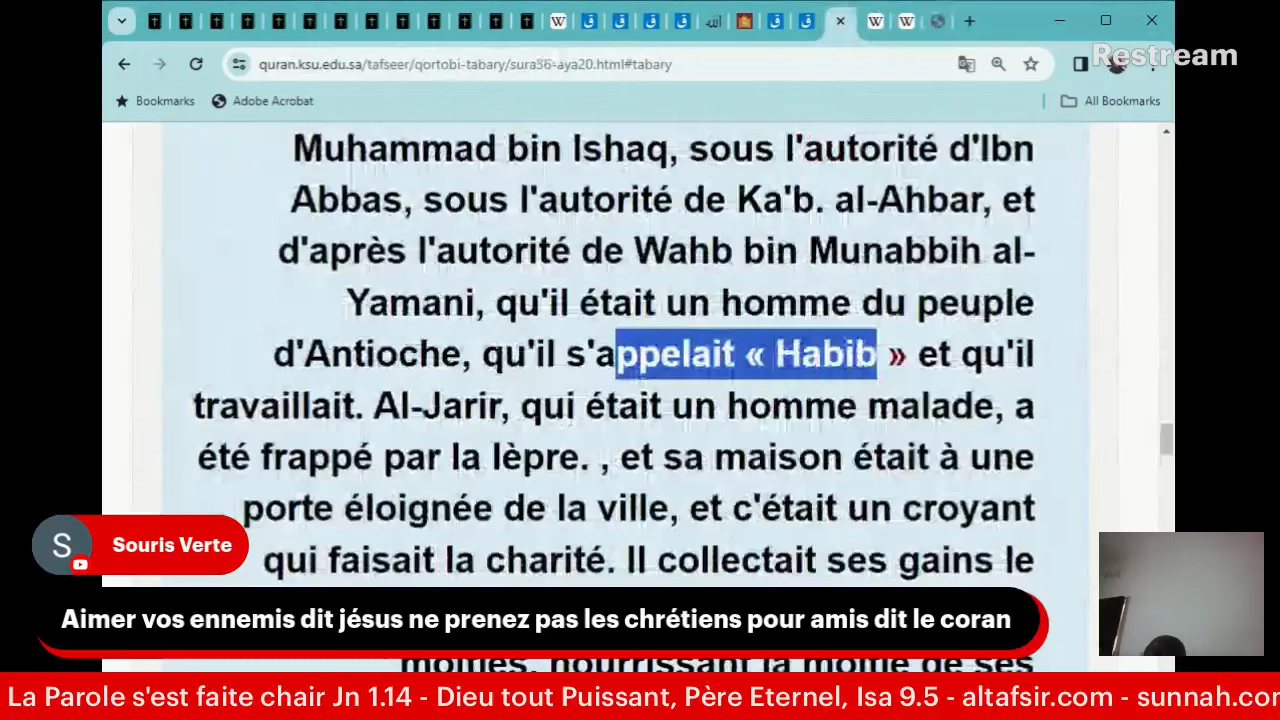 quran.ksu.edu.sa/tafseer/qortobi-tabary/sura36-aya20.html#tabary
Restream
Bookmarks
Adobe Acrobat
All Bookmarks
Muhammad bin Ishaq, sous l'autorité d'Ibn
Abbas, sous l'autorité de Ka'b. al-Ahbar, et
d'après l'autorité de Wahb bin Munabbih al-
Yamani, qu'il était un homme du peuple
d'Antioche, qu'il s'appelait « Habib » et qu'il
travaillait. Al-Jarir, qui était un homme malade, a
été frappé par la lèpre. , et sa maison était à une
porte éloignée de la ville, et c'était un croyant
qui faisait la charité. Il collectait ses gains le
S
Souris Verte
Aimer vos ennemis dit jésus ne prenez pas les chrétiens pour amis dit le coran
moitiés, nourrissant la moitié de ses
La Parole s'est faite chair Jn 1.14 - Dieu tout Puissant, Père Eternel, Isa 9.5 - altafsir.com - sunnah.com